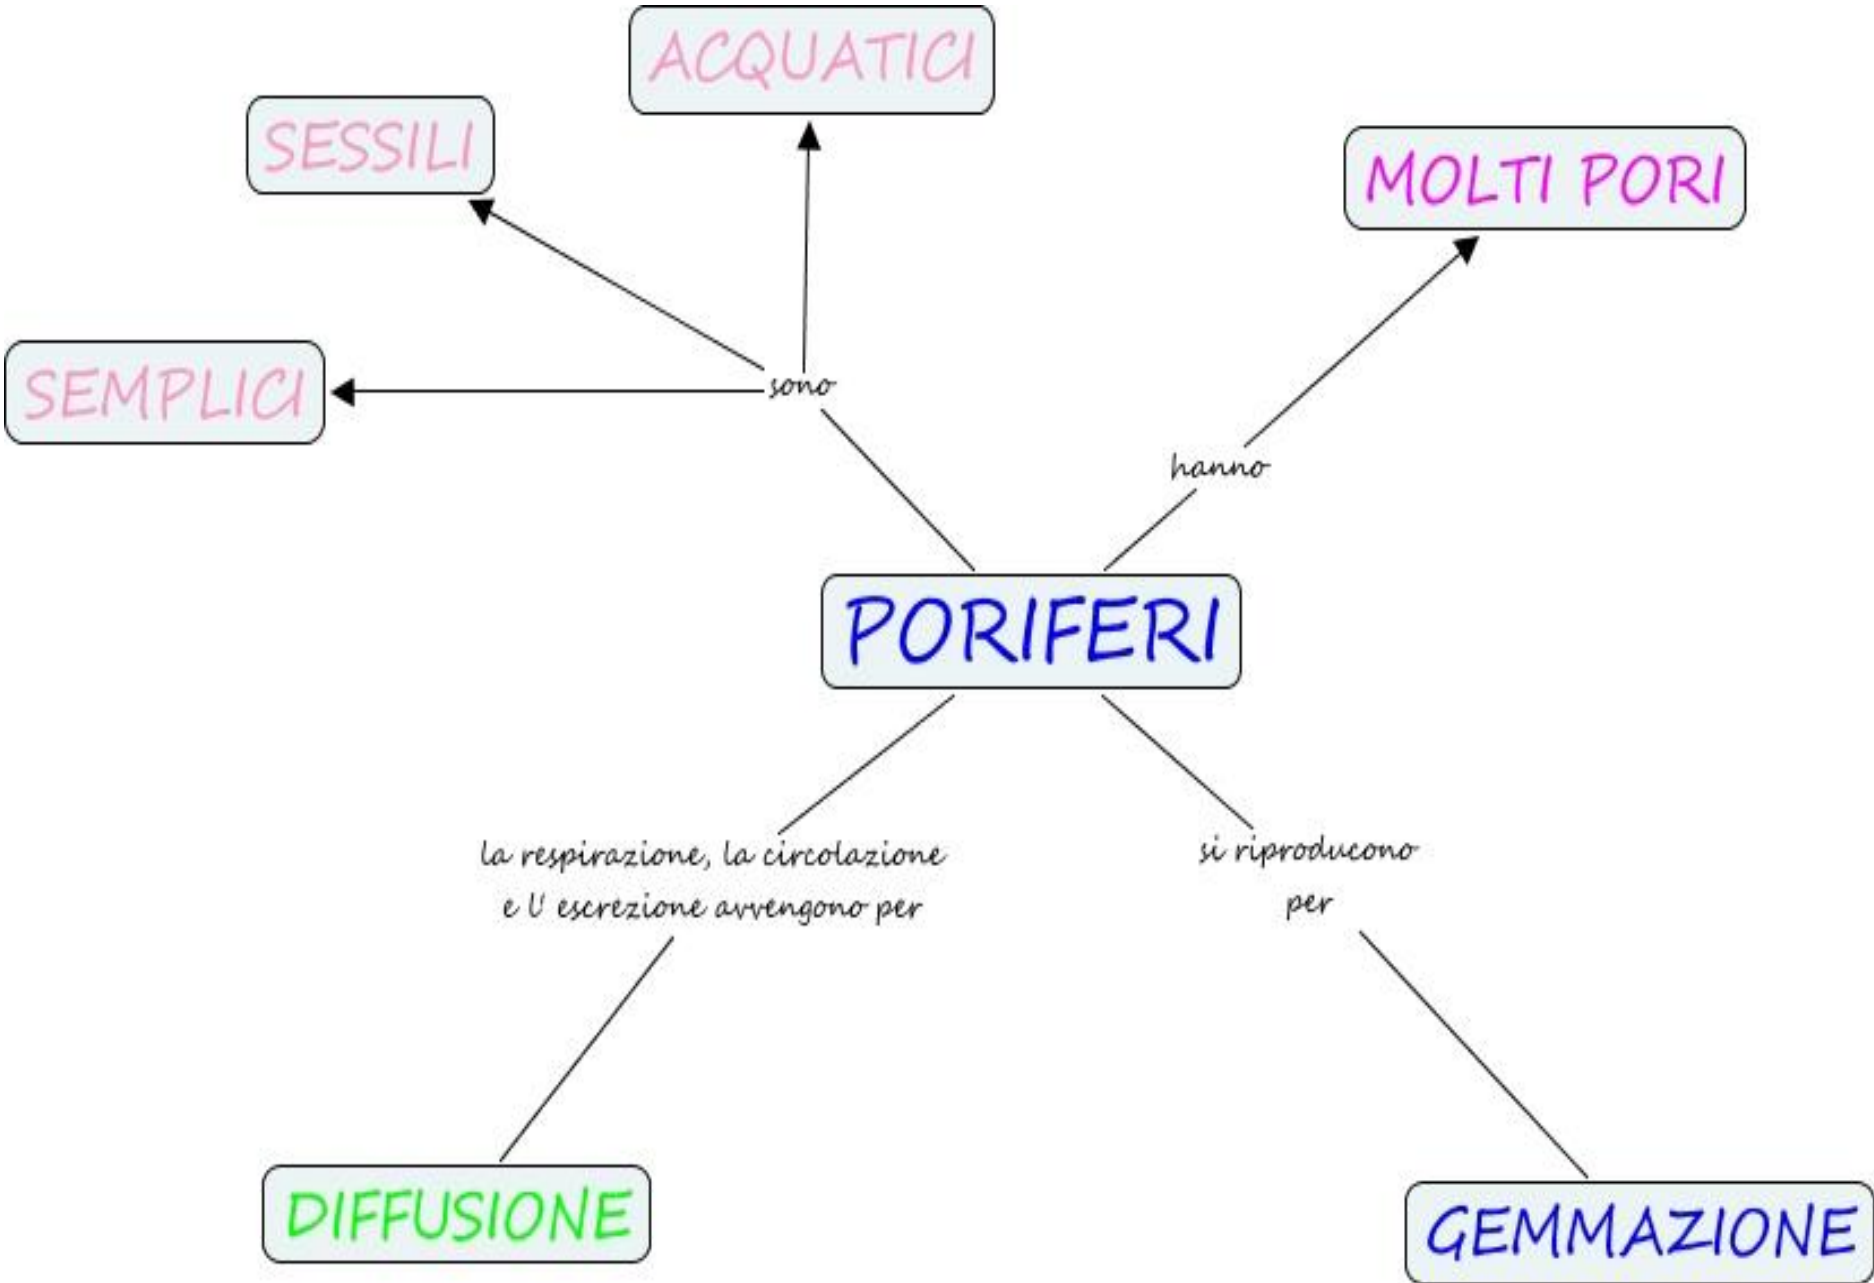 ACQUATICI
SESSILI
MOLTI PORI
SEMPLICI
sono
hanno
PORIFERI
la respirazione, la circolazione
e l' escrezione avvengono per
si riproducono
per
DIFFUSIONE
GEMMAZIONE